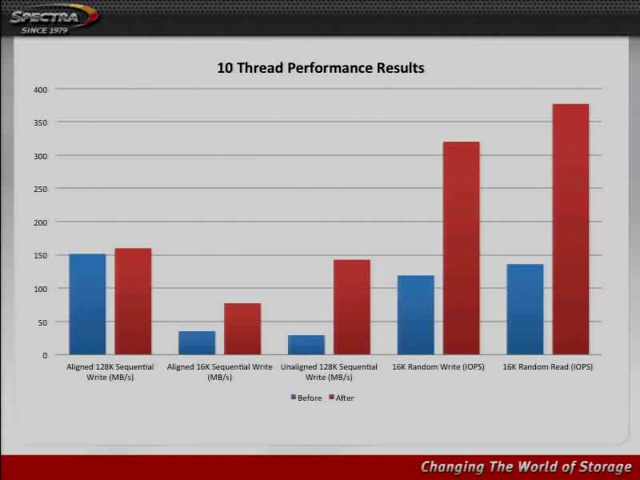 SPECTRA
SINCE 1979
10 Thread Performance Results
400
350
300
250
200
150
100
50
0
Aligned 128K Sequential Write (MB/s)
Aligned 16K Sequential Write (MB/s)
Unaligned 128K Sequential Write (MB/s)
16K Random Write (IOPS)
16K Random Read (IOPS)
Before After
Changing The World of Storage